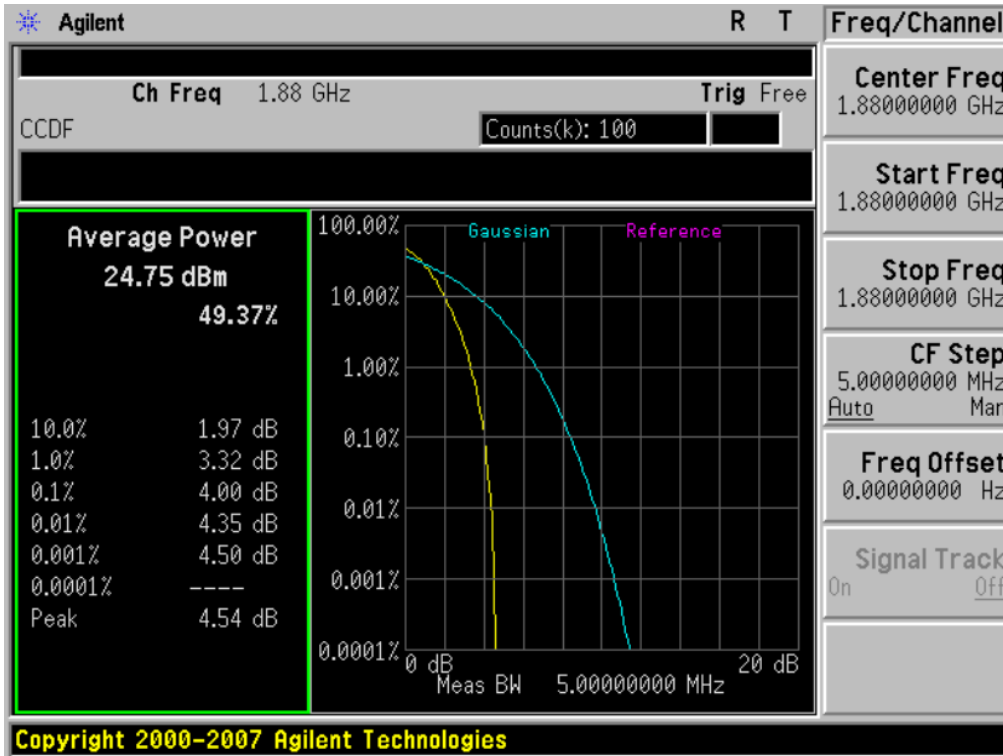 Agilent R T Freq/Channel
Ch Freq 1.88 GHz Trig Free
CCDF Counts(k): 100
Average Power
24.75 dBm
49.37%
10.0% 1.97 dB
1.0% 3.32 dB
0.1% 4.00 dB
0.01% 4.35 dB
0.001% 4.50 dB
0.0001% ----
Peak 4.54 dB
Gaussian Reference
100.00%
10.00%
1.00%
0.10%
0.01%
0.001%
0.0001%
0 dB 20 dB
Meas BW 5.00000000 MHz
Center Freq
1.88000000 GHz
Start Freq
1.88000000 GHz
Stop Freq
1.88000000 GHz
CF Step
5.00000000 MHz
Auto Man
Freq Offset
0.00000000 Hz
Signal Track
On Off
Copyright 2000-2007 Agilent Technologies